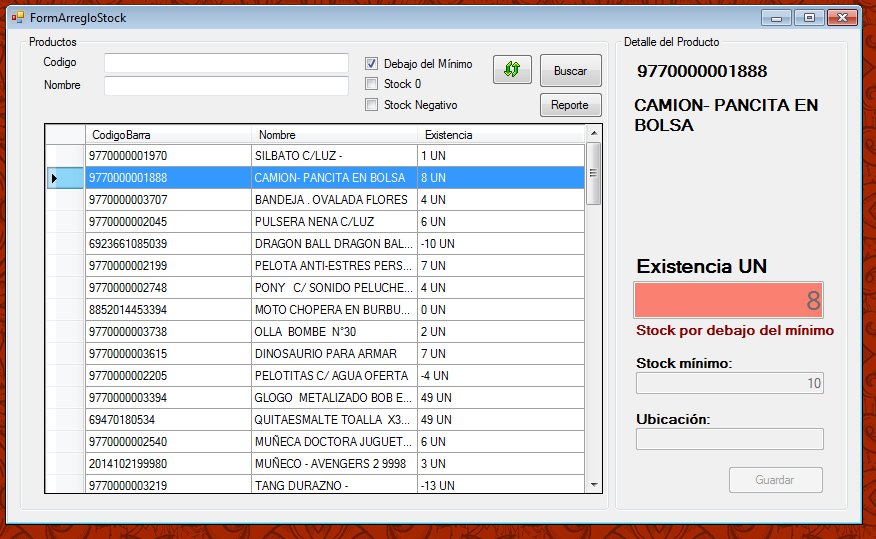 FormArregloStock
Productos
Codigo
Nombre
Debajo del Mínimo
Stock 0
Stock Negativo
Buscar
Reporte
CodigoBarra Nombre Existencia
9770000001970 SILBATO C/LUZ - 1 UN
9770000001888 CAMION- PANCITA EN BOLSA 8 UN
9770000003707 BANDEJA . OVALADA FLORES 4 UN
9770000002045 PULSERA NENA C/LUZ 6 UN
6923661085039 DRAGON BALL DRAGON BAL... -10 UN
9770000002199 PELOTA ANTI-ESTRES PERS... 7 UN
9770000002748 PONY C/ SONIDO PELUCHE... 4 UN
8852014453394 MOTO CHOPERA EN BURBU... 0 UN
9770000003738 OLLA BOMBE N°30 2 UN
9770000003615 DINOSAURIO PARA ARMAR 7 UN
9770000002205 PELOTITAS C/ AGUA OFERTA -4 UN
9770000003394 GLOGO METALIZADO BOB E... 49 UN
69470180534 QUITAESMALTE TOALLA X3... 49 UN
9770000002540 MUÑECA DOCTORA JUGUET... 6 UN
2014102199980 MUÑECO - AVENGERS 2 9998 3 UN
9770000003219 TANG DURAZNO - -13 UN
Detalle del Producto
9770000001888
CAMION- PANCITA EN
BOLSA
Existencia UN
8
Stock por debajo del mínimo
Stock mínimo:
10
Ubicación:
Guardar